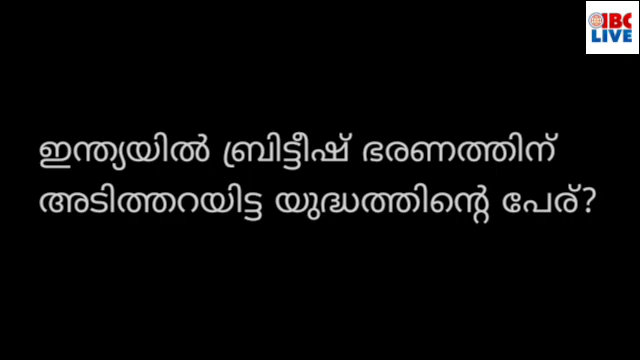 IBC
LIVE
ഇന്ത്യയിൽ ബ്രിട്ടീഷ് ഭരണത്തിന്
അടിത്തറയിട്ട യുദ്ധത്തിന്റെ പേര്?